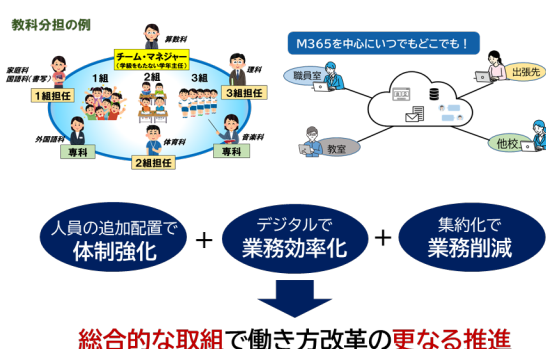 教科分担の例
算数科
チーム・マネジャー
(学級をもたない学年主任)
家庭科
国語科(書写)
1組担任
1組
2組
3組
理科
3組担任
外国語科
専科
体育科
2組担任
音楽科
専科
M365を中心にいつでもどこでも！
職員室
出張先
教室
他校
人員の追加配置で
体制強化
+
デジタルで
業務効率化
+
集約化で
業務削減
総合的な取組で働き方改革の更なる推進